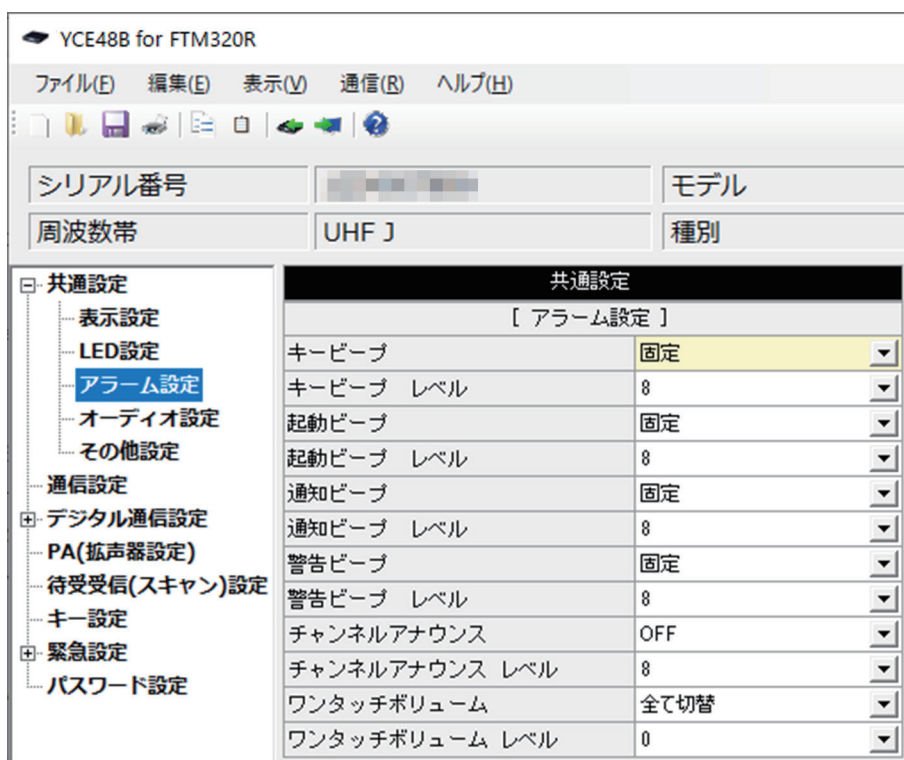 YCE48B for FTM320R
ファイル(F) 編集(E) 表示(V) 通信(R) ヘルプ(H)
シリアル番号 モデル
周波数帯 UHF J 種別
共通設定
表示設定
LED設定
アラーム設定
オーディオ設定
その他設定
通信設定
デジタル通信設定
PA(拡声器設定)
待受受信(スキャン)設定
キー設定
緊急設定
パスワード設定
共通設定
[ アラーム設定 ]
キービープ 固定
キービープ レベル 8
起動ビープ 固定
起動ビープ レベル 8
通知ビープ 固定
通知ビープ レベル 8
警告ビープ 固定
警告ビープ レベル 8
チャンネルアナウンス OFF
チャンネルアナウンス レベル 8
ワンタッチボリューム 全て切替
ワンタッチボリューム レベル 0